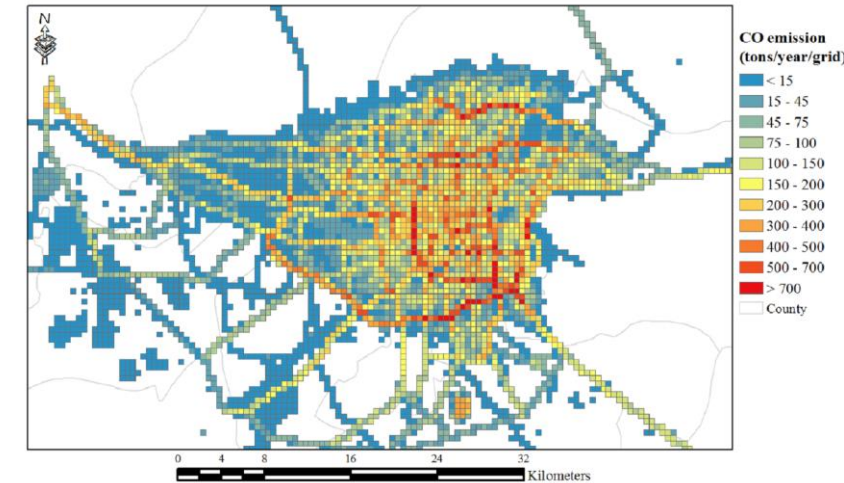 N
CO emission
(tons/year/grid)
< 15
15 - 45
45 - 75
75 - 100
100 - 150
150 - 200
200 - 300
300 - 400
400 - 500
500 - 700
> 700
County
0 4 8 16 24 32
Kilometers